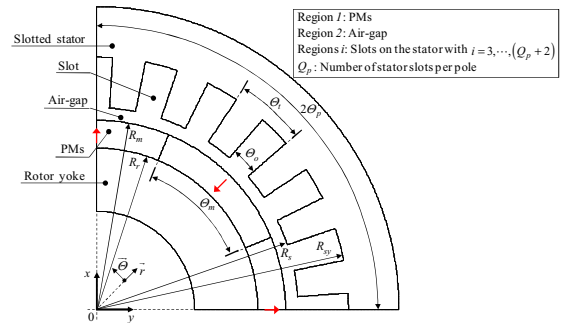 Region 1: PMs
Region 2: Air-gap
Regions i: Slots on the stator with i = 3,⋯,(Qp + 2)
Qp : Number of stator slots per pole
Slotted stator
Slot
Air-gap
PMs
Rotor yoke
Θt
2Θp
Θo
Θm
Rm
Rr
Rs
Rsy
Θ
r
x
0
y